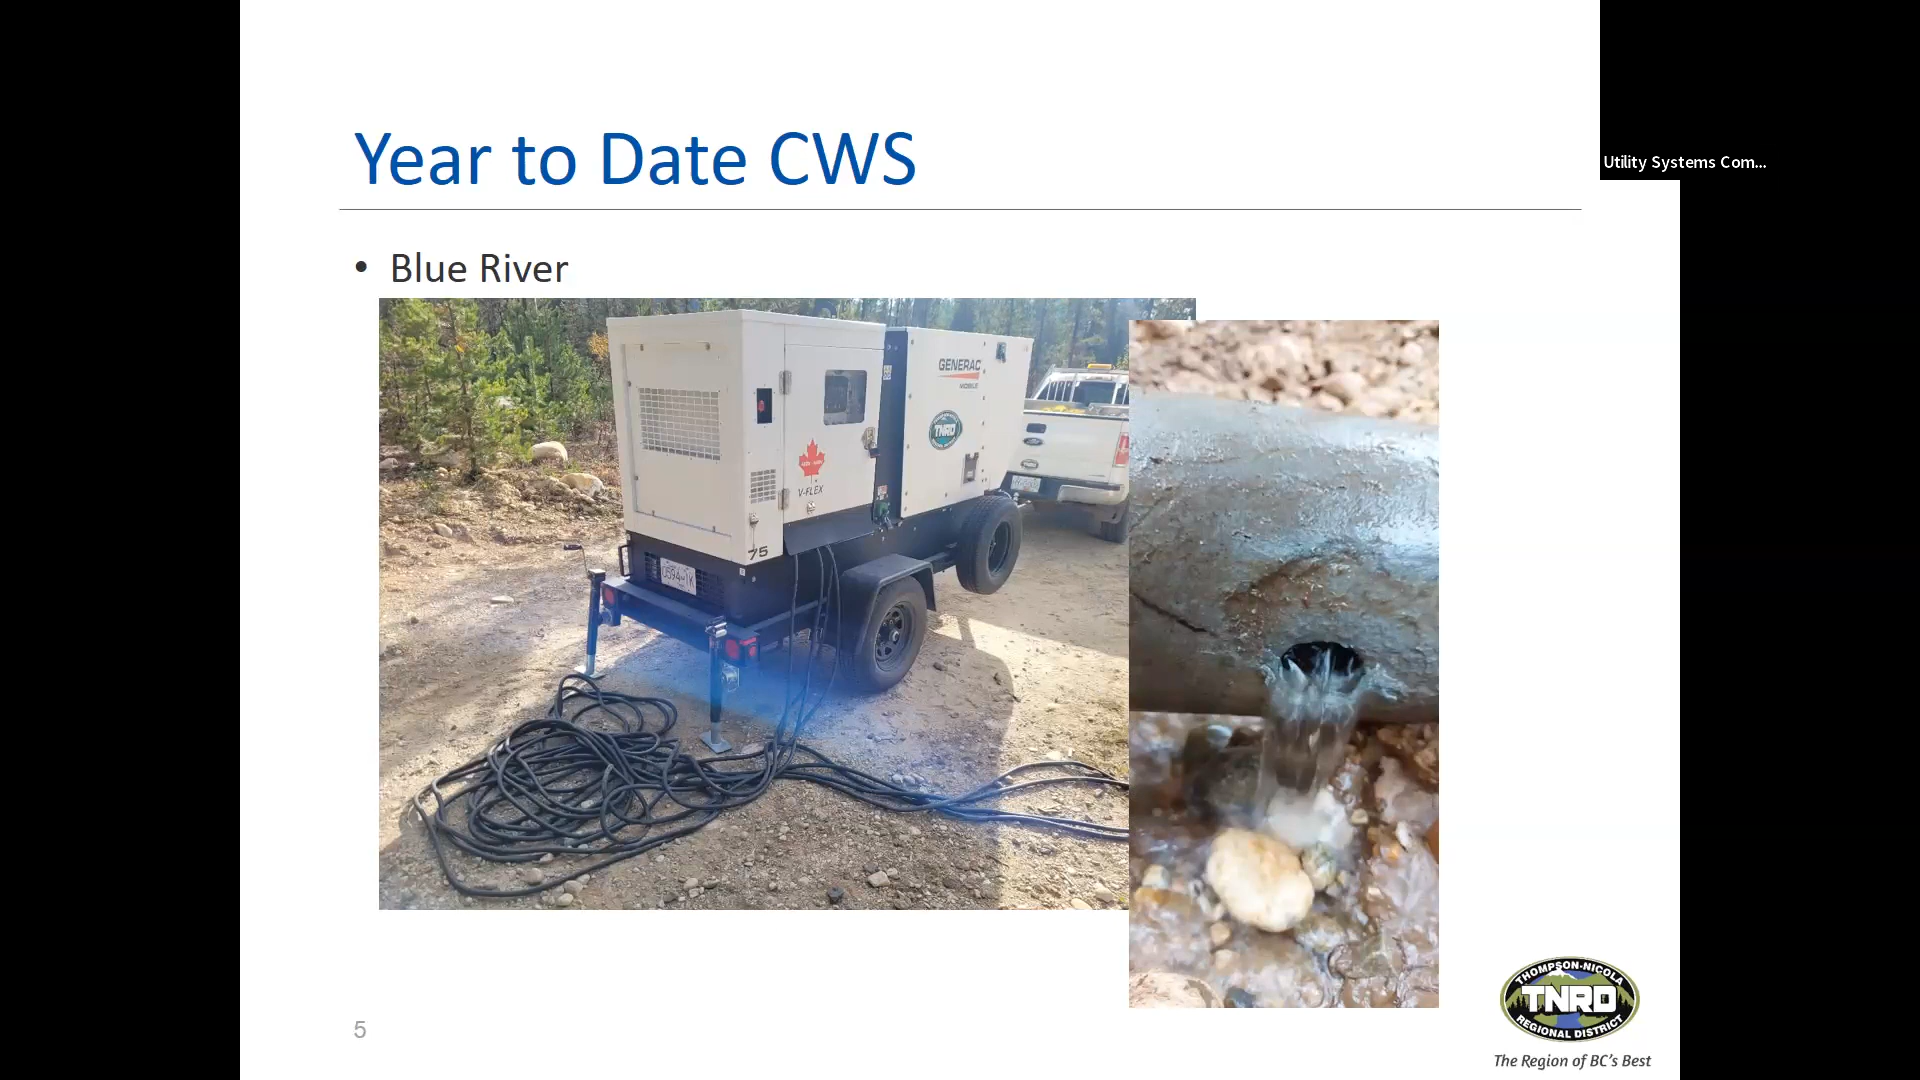 Year to Date CWS
Utility Systems Com...
• Blue River
GENERAC
MOBILE
TNRD
V-FLEX
75
THOMPSON-NICOLA
TNRD
REGIONAL DISTRICT
The Region of BC's Best
5